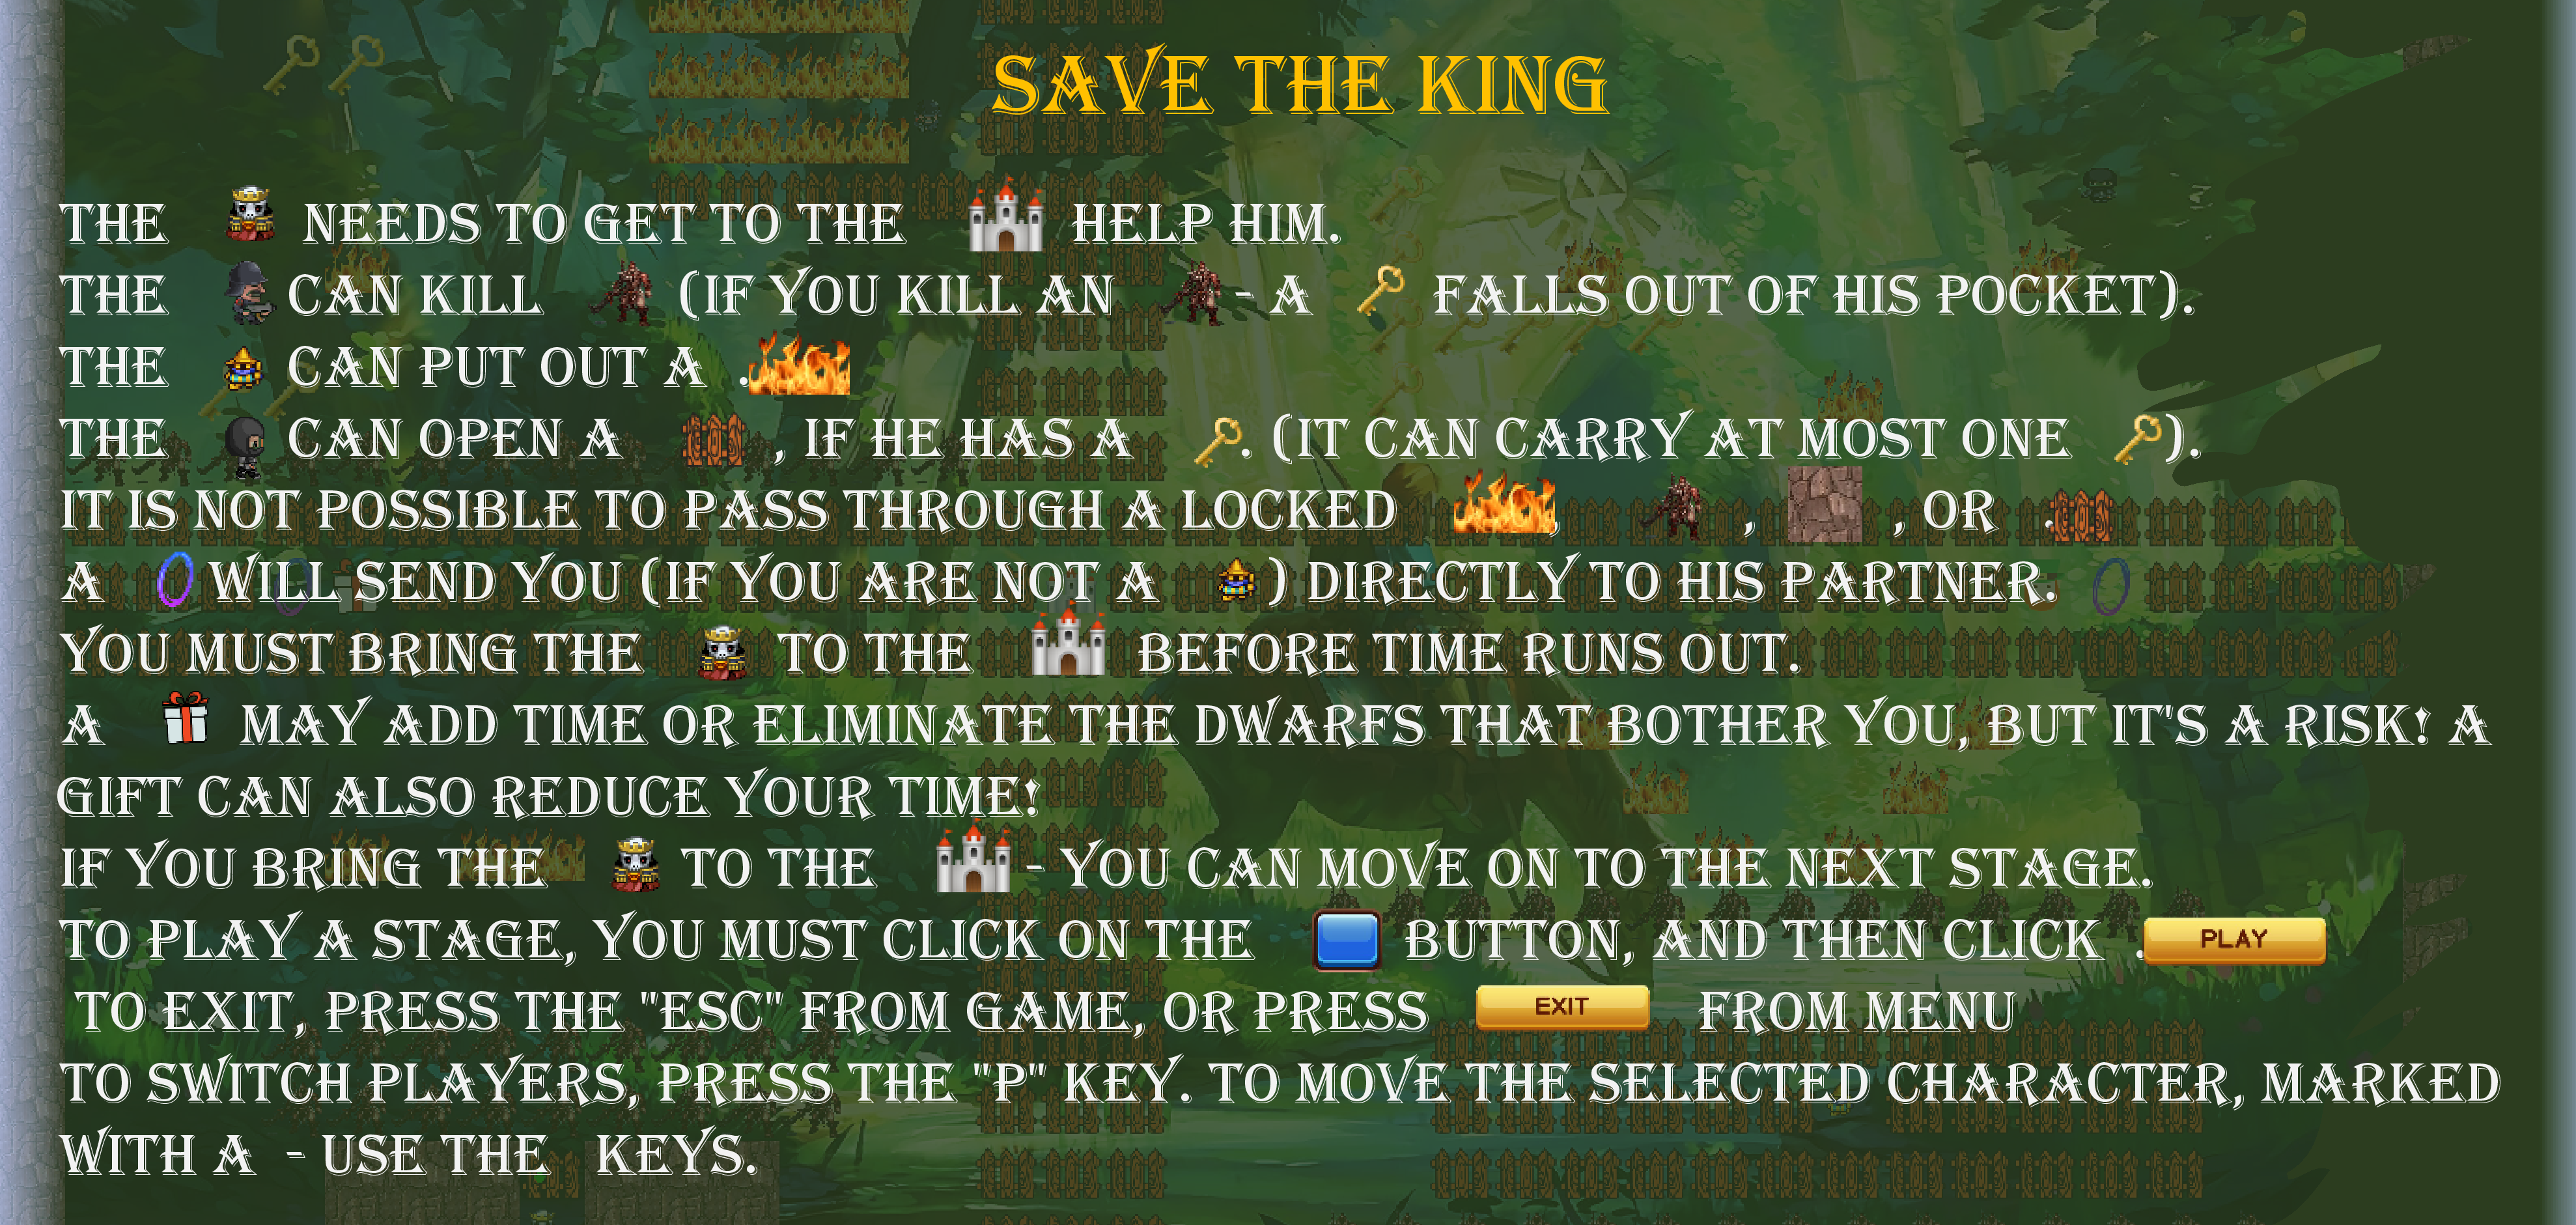 SAVE THE KING
THE NEEDS TO GET TO THE HELP HIM.
THE CAN KILL (IF YOU KILL AN - A FALLS OUT OF HIS POCKET).
THE CAN PUT OUT A .
THE CAN OPEN A , IF HE HAS A . (IT CAN CARRY AT MOST ONE ).
IT IS NOT POSSIBLE TO PASS THROUGH A LOCKED , , , OR .
A WILL SEND YOU (IF YOU ARE NOT A ) DIRECTLY TO HIS PARTNER.
YOU MUST BRING THE TO THE BEFORE TIME RUNS OUT.
A MAY ADD TIME OR ELIMINATE THE DWARFS THAT BOTHER YOU, BUT IT'S A RISK! A
GIFT CAN ALSO REDUCE YOUR TIME!
IF YOU BRING THE TO THE - YOU CAN MOVE ON TO THE NEXT STAGE.
TO PLAY A STAGE, YOU MUST CLICK ON THE BUTTON, AND THEN CLICK . PLAY
TO EXIT, PRESS THE "ESC" FROM GAME, OR PRESS EXIT FROM MENU
TO SWITCH PLAYERS, PRESS THE "P" KEY. TO MOVE THE SELECTED CHARACTER, MARKED
WITH A - USE THE KEYS.